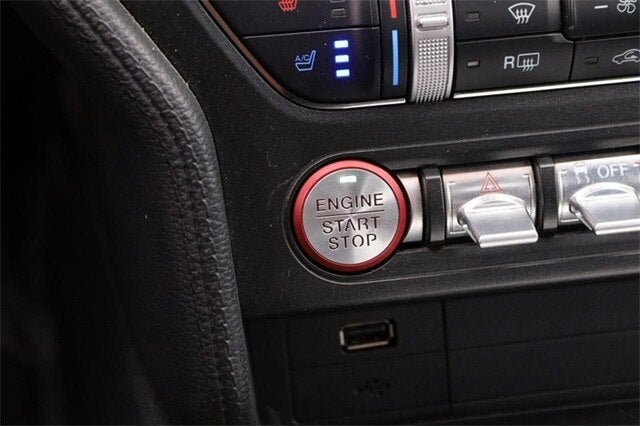 A/C
R
ENGINE
START
STOP
OFF